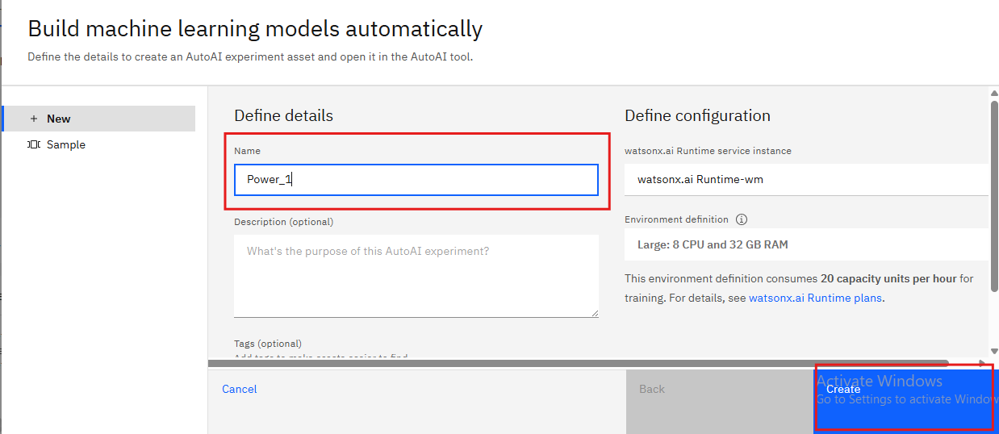 Build machine learning models automatically
Define the details to create an AutoAI experiment asset and open it in the AutoAI tool.
+ New
Sample
Define details
Name
Power_1
Description (optional)
What's the purpose of this AutoAI experiment?
Tags (optional)
Add tags to make assets easier to find.
Define configuration
watsonx.ai Runtime service instance
watsonx.ai Runtime-wm
Environment definition
Large: 8 CPU and 32 GB RAM
This environment definition consumes 20 capacity units per hour for
training. For details, see watsonx.ai Runtime plans.
Cancel
Back
Create
Activate Windows
Go to Settings to activate Window